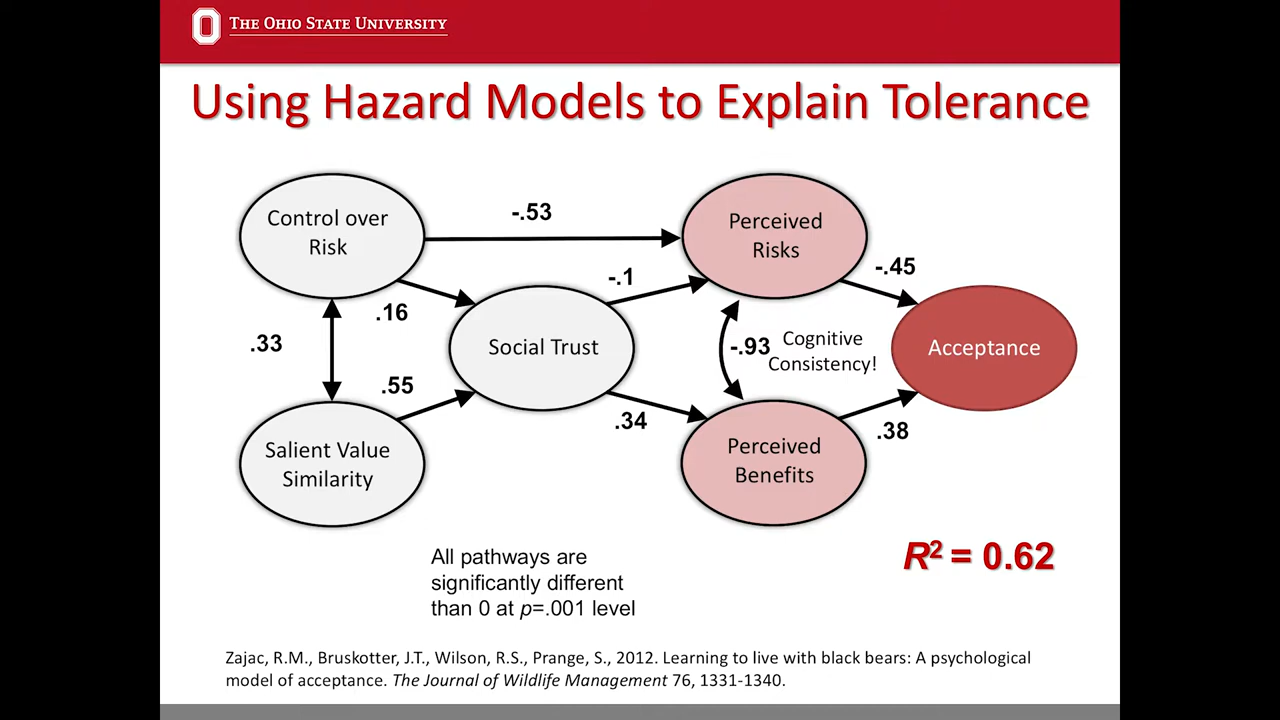 THE OHIO STATE UNIVERSITY
Using Hazard Models to Explain Tolerance
Control over
Risk
-.53
Perceived
Risks
-.1
-.45
.16
.33
Social Trust
-.93
Cognitive
Consistency!
Acceptance
.55
.34
.38
Salient Value
Similarity
Perceived
Benefits
All pathways are
significantly different
than 0 at p=.001 level
R² = 0.62
Zajac, R.M., Bruskotter, J.T., Wilson, R.S., Prange, S., 2012. Learning to live with black bears: A psychological
model of acceptance. The Journal of Wildlife Management 76, 1331-1340.